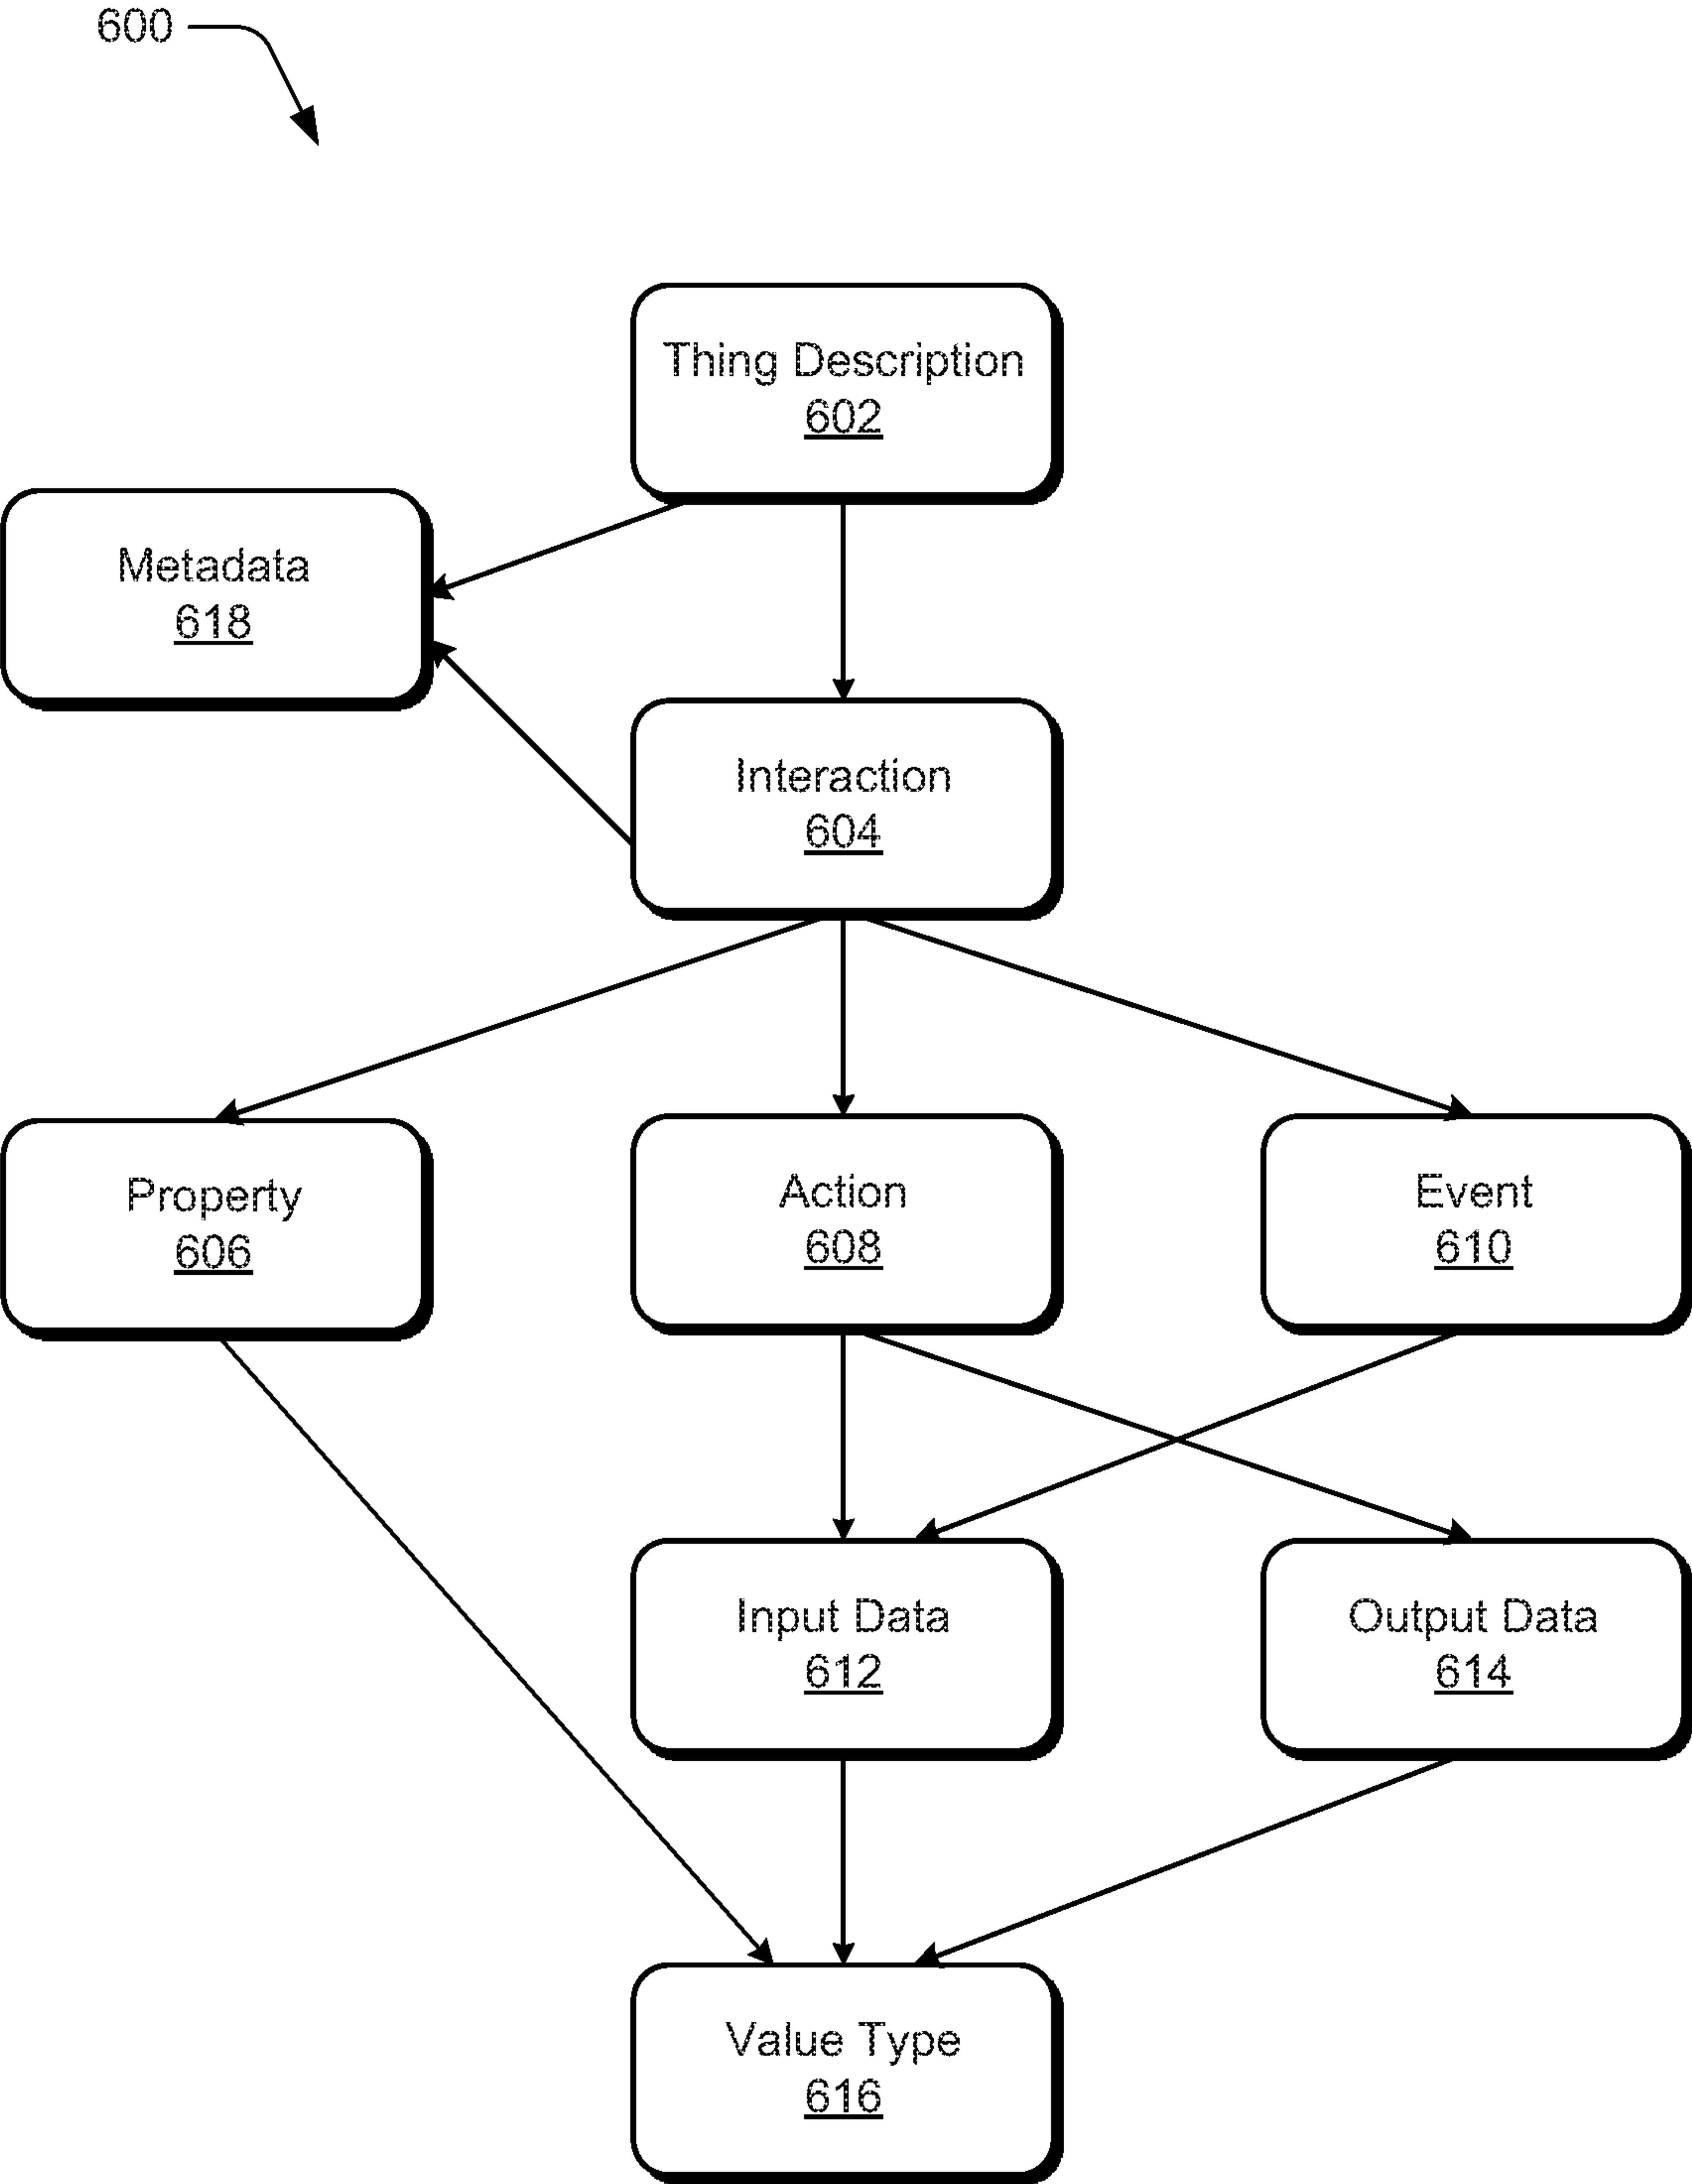 600
Thing Description
602
Metadata
618
Interaction
604
Property
606
Action
608
Event
610
Input Data
612
Output Data
614
Value Type
616